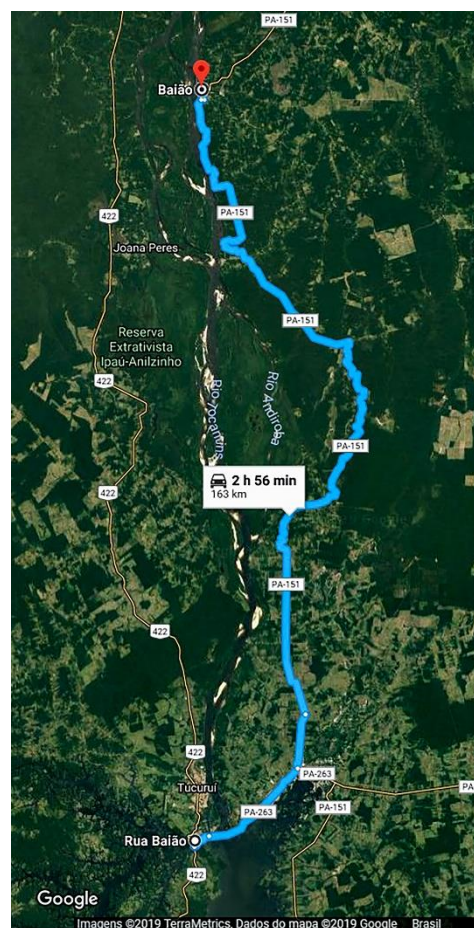 PA-151
Baião
422
PA-151
Joana Peres
PA-151
Reserva
Extrativista
Ipaú-Anilzinho
422
Rio Tocantins
Rio Andiroba
PA-151
2 h 56 min
163 km
422
PA-151
422
422
PA-263
Tucuruí
PA-151
PA-263
Rua Baião
422
Google
Imagens ©2019 TerraMetrics, Dados do mapa ©2019 Google Brasil